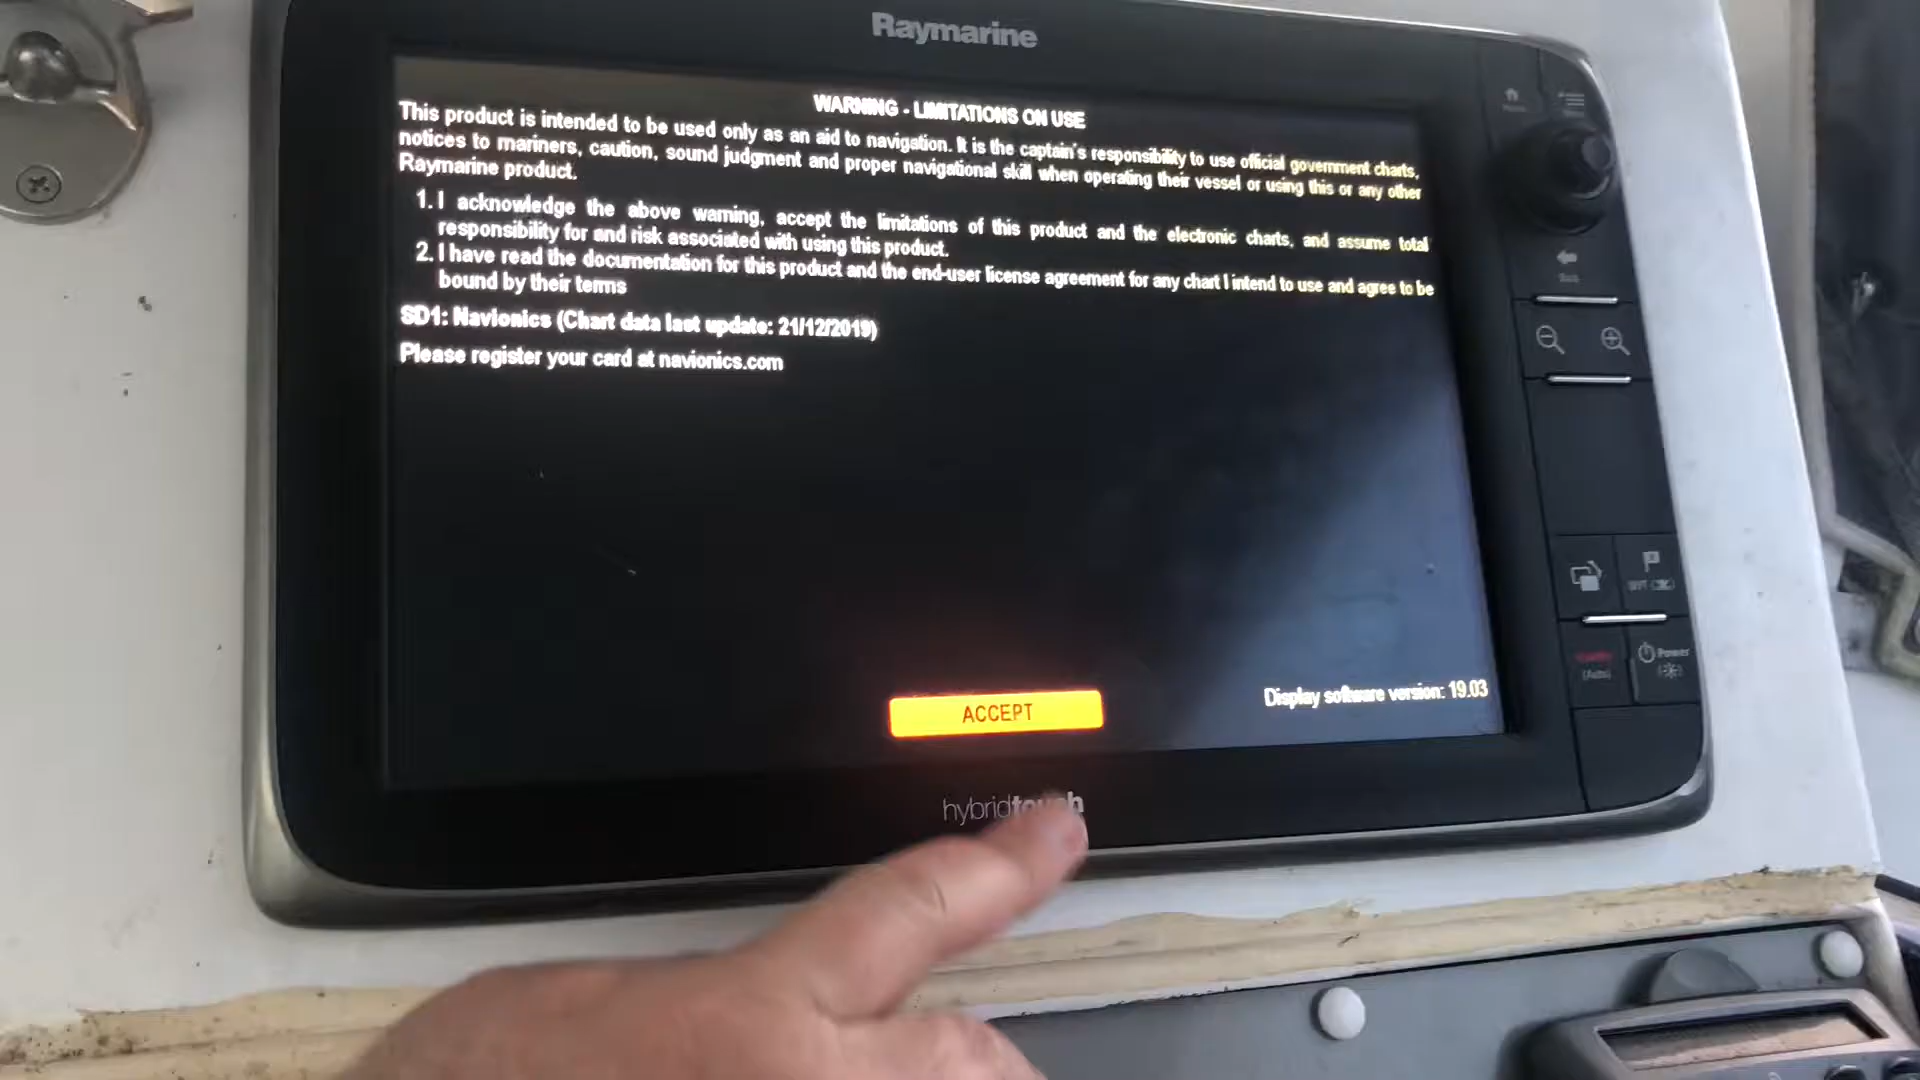 Raymarine
WARNING - LIMITATIONS ON USE
This product is intended to be used only as an aid to navigation. It is the captain's responsibility to use official government charts,
notices to mariners, caution, sound judgment and proper navigational skill when operating their vessel or using this or any other
Raymarine product.
1. I acknowledge the above warning, accept the limitations of this product and the electronic charts, and assume total
responsibility for and risk associated with using this product.
2. I have read the documentation for this product and the end-user license agreement for any chart I intend to use and agree to be
bound by their terms
SD1: Navionics (Chart data last update: 21/12/2019)
Please register your card at navionics.com
ACCEPT
Display software version: 19.03
hybridtouch
Back
Power
(Auto)